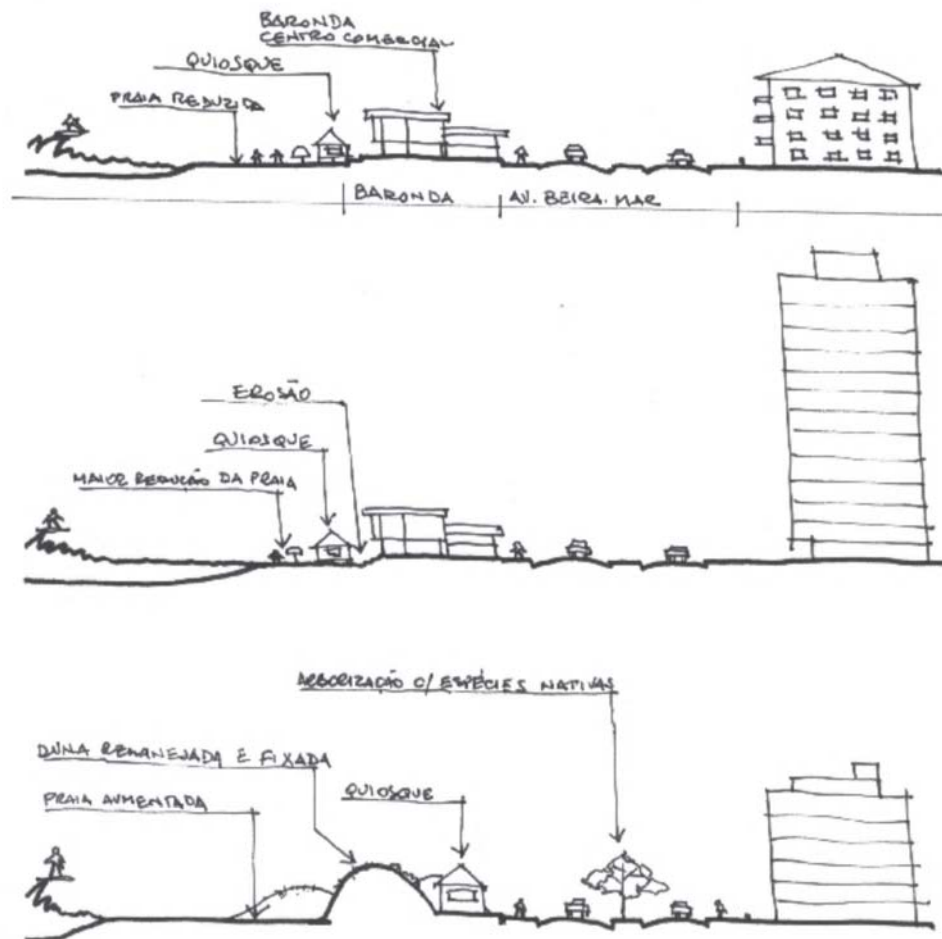 BARONDA
CENTRO COMERCIAL
QUIOSQUE
PRAIA REDUZIDA
BARONDA
AV. BEIRA-MAR
EROSÃO
QUIOSQUE
MAIOR REDUÇÃO DA PRAIA
ARBORIZAÇÃO C/ ESPÉCIES NATIVAS
DUNA REMANEJADA E FIXADA
QUIOSQUE
PRAIA AUMENTADA